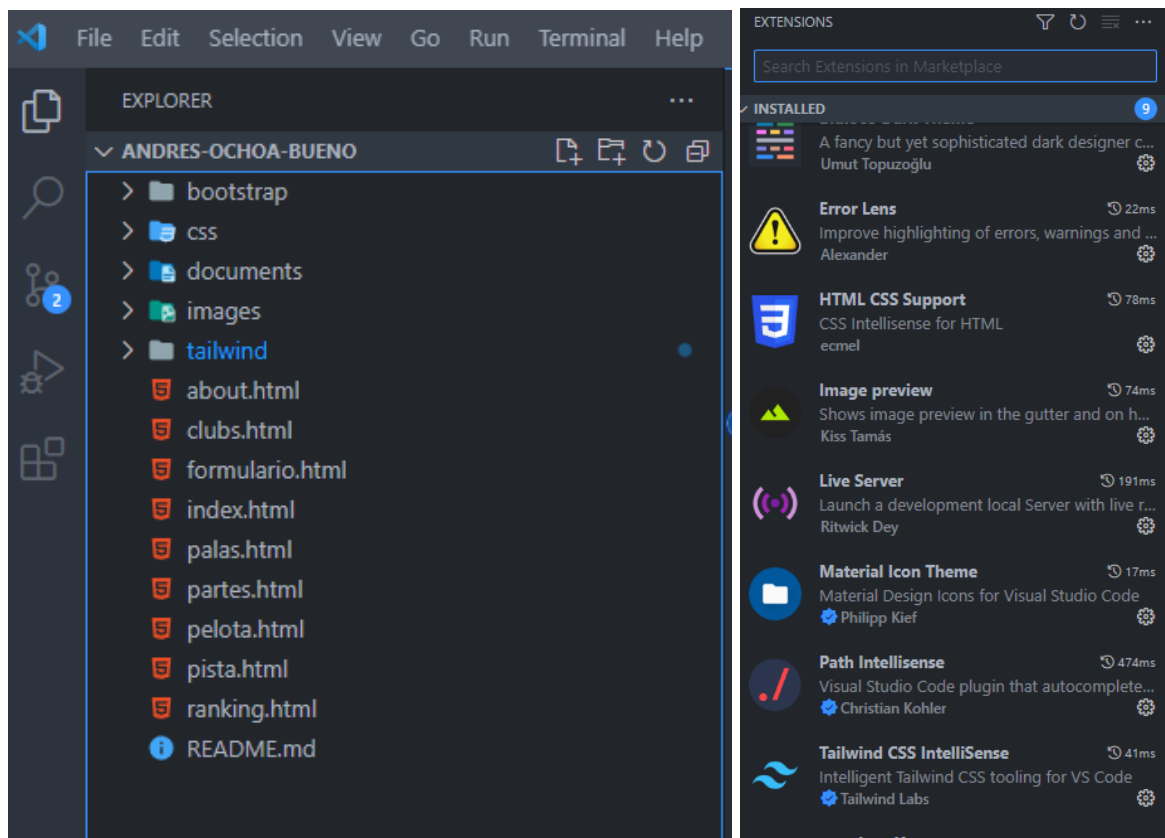 File Edit Selection View Go Run Terminal Help
EXPLORER
ANDRES-OCHOA-BUENO
bootstrap
css
documents
images
2
tailwind
about.html
clubs.html
formulario.html
index.html
palas.html
partes.html
pelota.html
pista.html
ranking.html
README.md
EXTENSIONS
Search Extensions in Marketplace
INSTALLED 9
A fancy but yet sophisticated dark designer c...
Umut Topuzoğlu
Error Lens 22ms
Improve highlighting of errors, warnings and ...
Alexander
HTML CSS Support 78ms
CSS Intellisense for HTML
ecmel
Image preview 74ms
Shows image preview in the gutter and on h...
Kiss Tamás
Live Server 191ms
Launch a development local Server with live r...
Ritwick Dey
Material Icon Theme 17ms
Material Design Icons for Visual Studio Code
Philipp Kief
Path Intellisense 474ms
Visual Studio Code plugin that autocomplete...
Christian Kohler
Tailwind CSS IntelliSense 41ms
Intelligent Tailwind CSS tooling for VS Code
Tailwind Labs